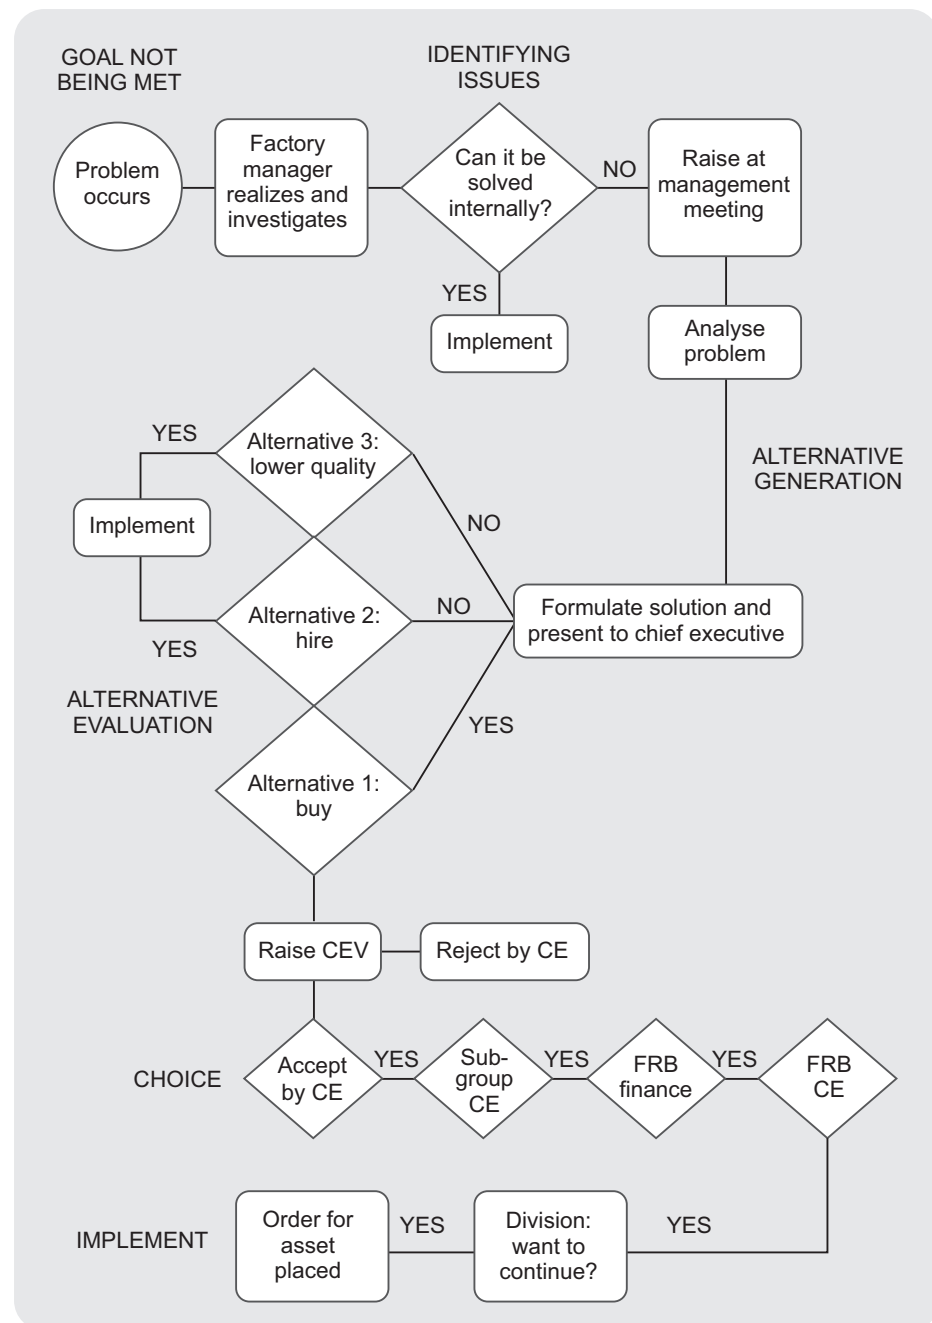 GOAL NOT
BEING MET
IDENTIFYING
ISSUES
Problem
occurs
Factory
manager
realizes and
investigates
Can it be
solved
internally?
NO
Raise at
management
meeting
YES
Implement
Analyse
problem
ALTERNATIVE
GENERATION
YES
Alternative 3:
lower quality
NO
Implement
Alternative 2:
hire
NO
Formulate solution and
present to chief executive
YES
ALTERNATIVE
EVALUATION
YES
Alternative 1:
buy
Raise CEV
Reject by CE
CHOICE
Accept
by CE
YES
Sub-
group
CE
YES
FRB
finance
YES
FRB
CE
IMPLEMENT
Order for
asset
placed
YES
Division:
want to
continue?
YES